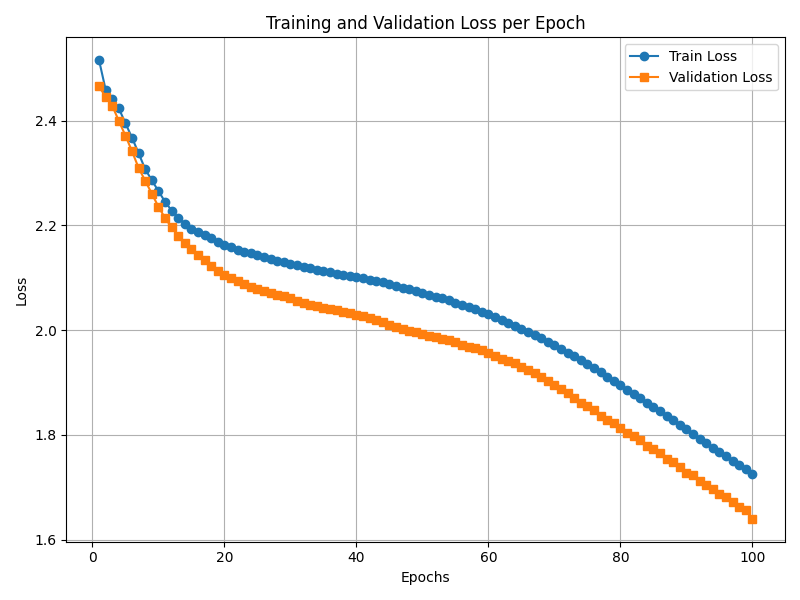 Training and Validation Loss per Epoch
Train Loss
Validation Loss
2.4
2.2
2.0
1.8
1.6
Loss
0 20 40 60 80 100
Epochs